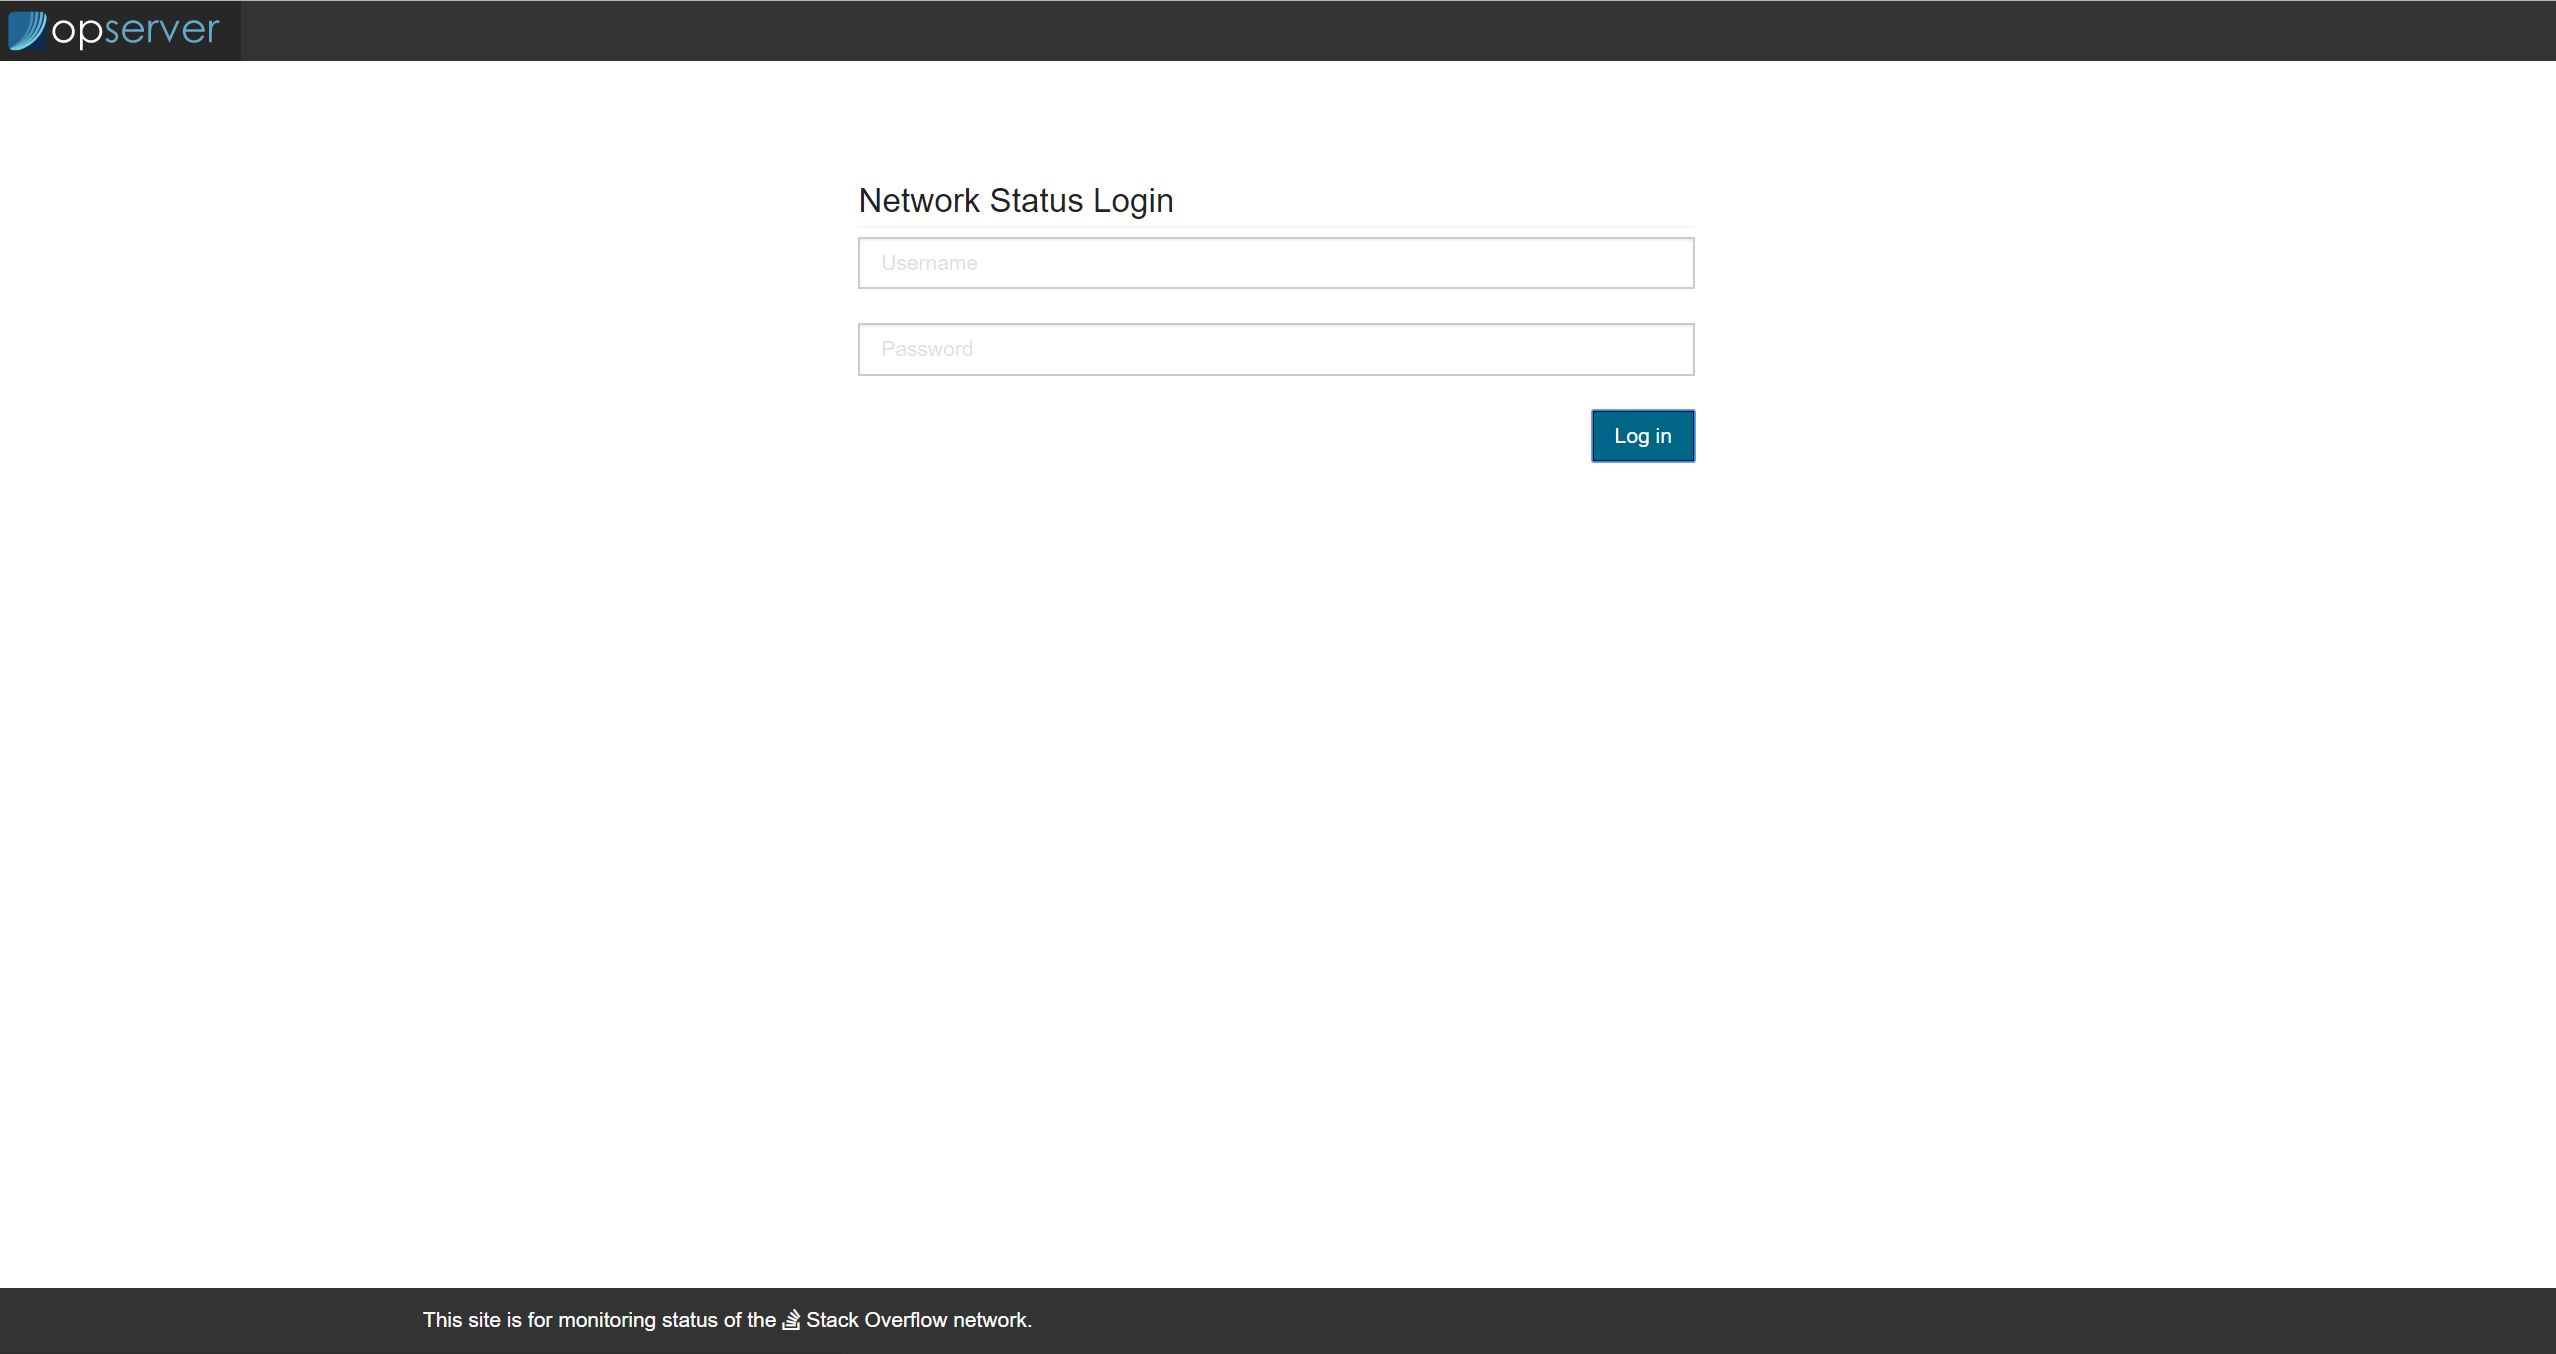 opserver
Network Status Login
Username
Password
Log in
This site is for monitoring status of the Stack Overflow network.